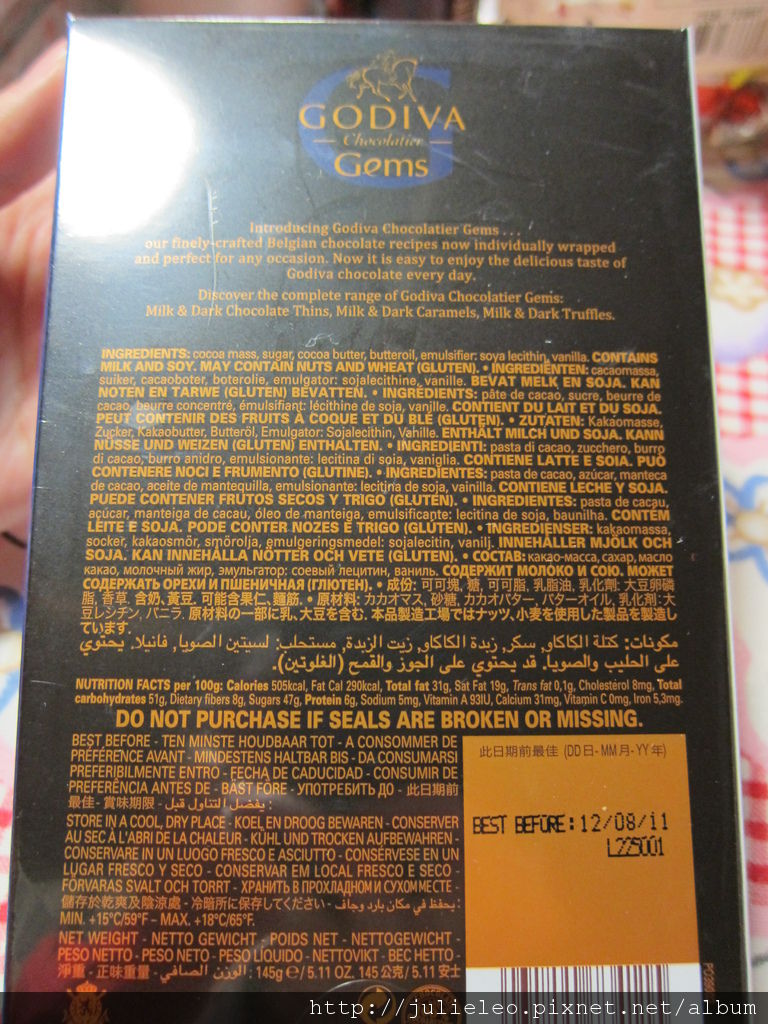 GODIVA
Chocolatier
Gems
Introducing Godiva Chocolatier Gems . . .
our finely-crafted Belgian chocolate recipes now individually wrapped
and perfect for any occasion. Now it is easy to enjoy the delicious taste of
Godiva chocolate every day.
Discover the complete range of Godiva Chocolatier Gems:
Milk & Dark Chocolate Thins, Milk & Dark Caramels, Milk & Dark Truffles.
INGREDIENTS: cocoa mass, sugar, cocoa butter, butteroil, emulsifier: soya lecithin, vanilla. CONTAINS
MILK AND SOY. MAY CONTAIN NUTS AND WHEAT (GLUTEN). • INGREDIËNTEN: cacaomassa,
suiker, cacaoboter, boterolie, emulgator: sojalecithine, vanille. BEVAT MELK EN SOJA. KAN
NOTEN EN TARWE (GLUTEN) BEVATTEN. • INGRÉDIENTS: pâte de cacao, sucre, beurre de
cacao, beurre concentré, émulsifiant: lécithine de soja, vanille. CONTIENT DU LAIT ET DU SOJA.
PEUT CONTENIR DES FRUITS À COQUE ET DU BLÉ (GLUTEN). • ZUTATEN: Kakaomasse,
Zucker, Kakaobutter, Butteröl, Emulgator: Sojalecithin, Vanille. ENTHÄLT MILCH UND SOJA. KANN
NÜSSE UND WEIZEN (GLUTEN) ENTHALTEN. • INGREDIENTI: pasta di cacao, zucchero, burro
di cacao, burro anidro, emulsionante: lecitina di soia, vaniglia. CONTIENE LATTE E SOIA. PUÒ
CONTENERE NOCI E FRUMENTO (GLUTINE). • INGREDIENTES: pasta de cacao, azúcar, manteca
de cacao, aceite de mantequilla, emulsionante: lecitina de soja, vainilla. CONTIENE LECHE Y SOJA.
PUEDE CONTENER FRUTOS SECOS Y TRIGO (GLUTEN). • INGREDIENTES: pasta de cacau,
açúcar, manteiga de cacau, óleo de manteiga, emulsificante: lecitina de soja, baunilha. CONTÉM
LEITE E SOJA. PODE CONTER NOZES E TRIGO (GLUTEN). • INGREDIENSER: kakaomassa,
socker, kakaosmör, smörolja, emulgeringsmedel: sojalecitin, vanilj. INNEHÅLLER MJÖLK OCH
SOJA. KAN INNEHÅLLA NÖTTER OCH VETE (GLUTEN). • СОСТАВ: какао-масса, сахар, масло
какао, молочный жир, эмульгатор: соевый лецитин, ваниль. СОДЕРЖИТ МОЛОКО И СОЮ. МОЖЕТ
СОДЕРЖАТЬ ОРЕХИ И ПШЕНИЧНАЯ (ГЛЮТЕН). • 成份: 可可塊, 糖, 可可脂, 乳脂油, 乳化劑: 大豆卵磷
脂, 香草. 含奶, 黃豆. 可能含果仁, 麵筋. • 原材料: カカオマス, 砂糖, カカオバター, バターオイル, 乳化剤: 大
豆レシチン, バニラ. 原材料の一部に乳、大豆を含む. 本品製造工場ではナッツ、小麦を使用した製品を製造し
ています.
مكونات: كتلة الكاكاو, سكر, زبدة الكاكاو, زيت الزبدة, مستحلب: لسيتين الصويا, فانيلا. يحتوي
على الحليب والصويا. قد يحتوي على الجوز والقمح (الغلوتين).
NUTRITION FACTS per 100g: Calories 505kcal, Fat Cal 290kcal, Total fat 31g, Sat Fat 19g, Trans fat 0,1g, Cholesterol 8mg, Total
carbohydrates 51g, Dietary fibers 8g, Sugars 47g, Protein 6g, Sodium 5mg, Vitamin A 93IU, Calcium 31mg, Vitamin C 0mg, Iron 5,3mg.
DO NOT PURCHASE IF SEALS ARE BROKEN OR MISSING.
BEST BEFORE - TEN MINSTE HOUDBAAR TOT - A CONSOMMER DE
PRÉFÉRENCE AVANT - MINDESTENS HALTBAR BIS - DA CONSUMARSI
PREFERIBILMENTE ENTRO - FECHA DE CADUCIDAD - CONSUMIR DE
PREFERÊNCIA ANTES DE - BÄST FÖRE - УПОТРЕБИТЬ ДО - 此日期前
最佳 - 賞味期限 - يفضل التناول قبل :
STORE IN A COOL, DRY PLACE - KOEL EN DROOG BEWAREN - CONSERVER
AU SEC À L'ABRI DE LA CHALEUR - KÜHL UND TROCKEN AUFBEWAHREN -
CONSERVARE IN UN LUOGO FRESCO E ASCIUTTO - CONSÉRVESE EN UN
LUGAR FRESCO Y SECO - CONSERVAR EM LOCAL FRESCO E SECO -
FÖRVARAS SVALT OCH TORRT - ХРАНИТЬ В ПРОХЛАДНОМ И СУХОМ МЕСТЕ -
儲存於乾爽及陰涼處 - 冷暗所に保存してください - يحفظ في مكان بارد وجاف :
MIN. +15°C/59°F – MAX. +18°C/65°F.
NET WEIGHT - NETTO GEWICHT - POIDS NET - NETTOGEWICHT -
PESO NETTO - PESO NETO - PESO LÍQUIDO - NETTOVIKT - ВЕС НЕТТО -
淨重 - 正味重量 - الوزن الصافي : 145g e / 5.11 OZ. 145 公克 / 5.11 安士
此日期前最佳 (DD日- MM月- YY年)
BEST BEFORE: 12/08/11
L225001
http://julieleo.pixnet.net/album